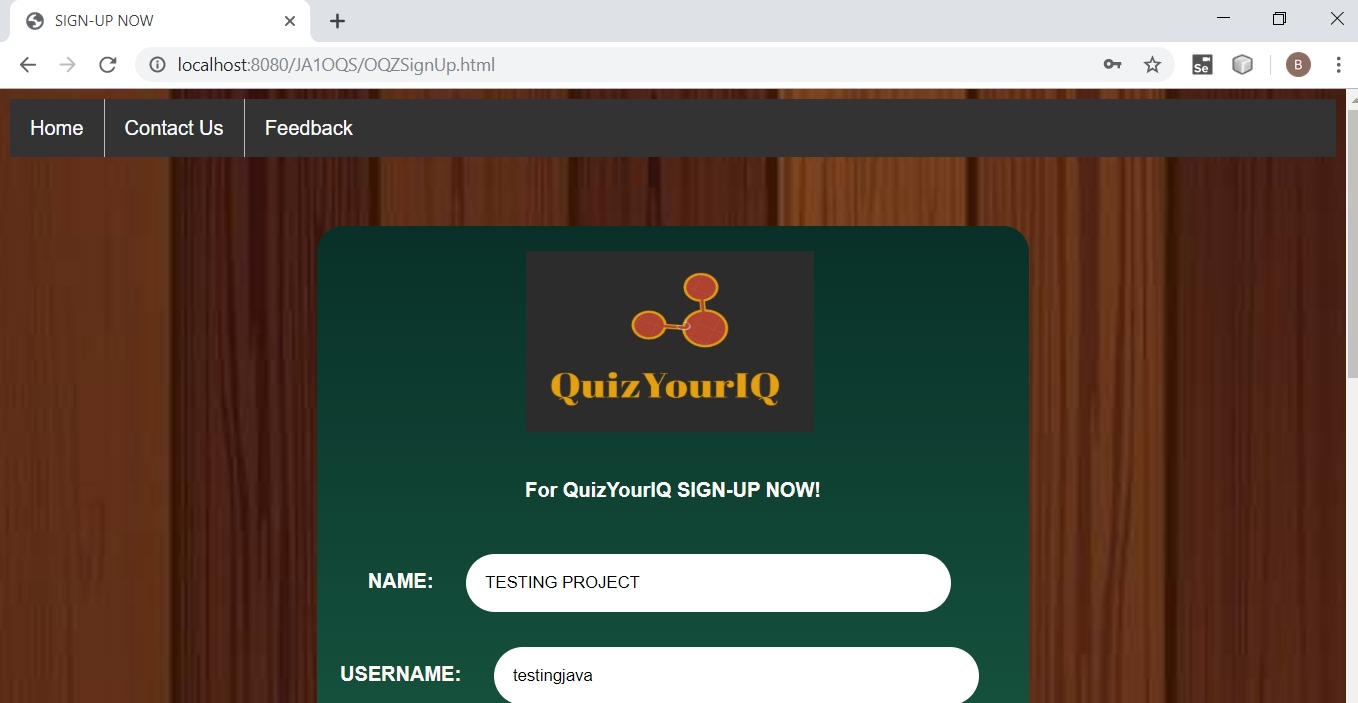 SIGN-UP NOW
localhost:8080/JA1OQS/OQZSignUp.html
Se
B
Home
Contact Us
Feedback
QuizYourIQ
For QuizYourIQ SIGN-UP NOW!
NAME: TESTING PROJECT
USERNAME: testingjava